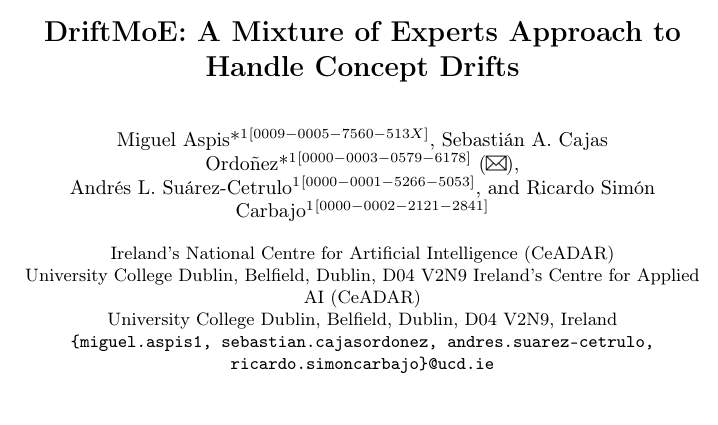 DriftMoE: A Mixture of Experts Approach to
Handle Concept Drifts
Miguel Aspis*1[0009−0005−7560−513X], Sebastián A. Cajas
Ordoñez*1[0000−0003−0579−6178] (✉),
Andrés L. Suárez-Cetrulo1[0000−0001−5266−5053], and Ricardo Simón
Carbajo1[0000−0002−2121−2841]
Ireland's National Centre for Artificial Intelligence (CeADAR)
University College Dublin, Belfield, Dublin, D04 V2N9 Ireland's Centre for Applied
AI (CeADAR)
University College Dublin, Belfield, Dublin, D04 V2N9, Ireland
{miguel.aspis1, sebastian.cajasordonez, andres.suarez-cetrulo,
ricardo.simoncarbajo}@ucd.ie